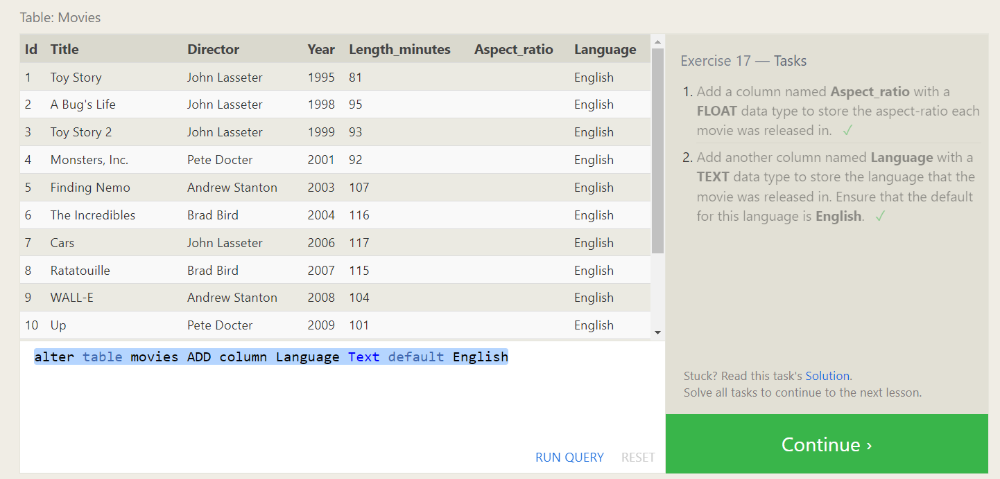 Table: Movies
Id Title Director Year Length_minutes Aspect_ratio Language
1 Toy Story John Lasseter 1995 81 English
2 A Bug's Life John Lasseter 1998 95 English
3 Toy Story 2 John Lasseter 1999 93 English
4 Monsters, Inc. Pete Docter 2001 92 English
5 Finding Nemo Andrew Stanton 2003 107 English
6 The Incredibles Brad Bird 2004 116 English
7 Cars John Lasseter 2006 117 English
8 Ratatouille Brad Bird 2007 115 English
9 WALL-E Andrew Stanton 2008 104 English
10 Up Pete Docter 2009 101 English
alter table movies ADD column Language Text default English
RUN QUERY RESET
Exercise 17 — Tasks
1. Add a column named Aspect_ratio with a
FLOAT data type to store the aspect-ratio each
movie was released in. ✓
2. Add another column named Language with a
TEXT data type to store the language that the
movie was released in. Ensure that the default
for this language is English. ✓
Stuck? Read this task's Solution.
Solve all tasks to continue to the next lesson.
Continue ›